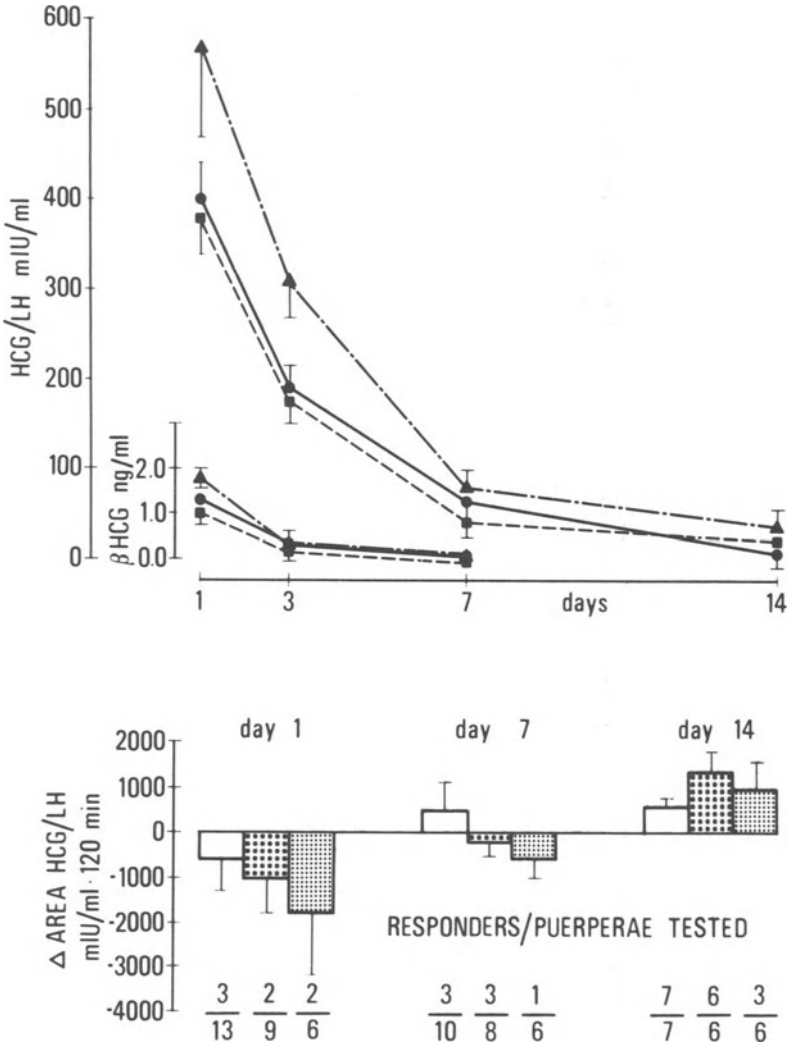 HCG/LH mIU/ml
600
500
400
300
200
100
0
βHCG ng/ml
2.0
1.0
0.0
1 3 7 days 14
day 1 day 7 day 14
Δ AREA HCG/LH
mIU/ml·120 min
2000
1000
0
-1000
-2000
-3000
-4000
RESPONDERS/PUERPERAE TESTED
3 2 2 3 3 1 7 6 3
13 9 6 10 8 6 7 6 6